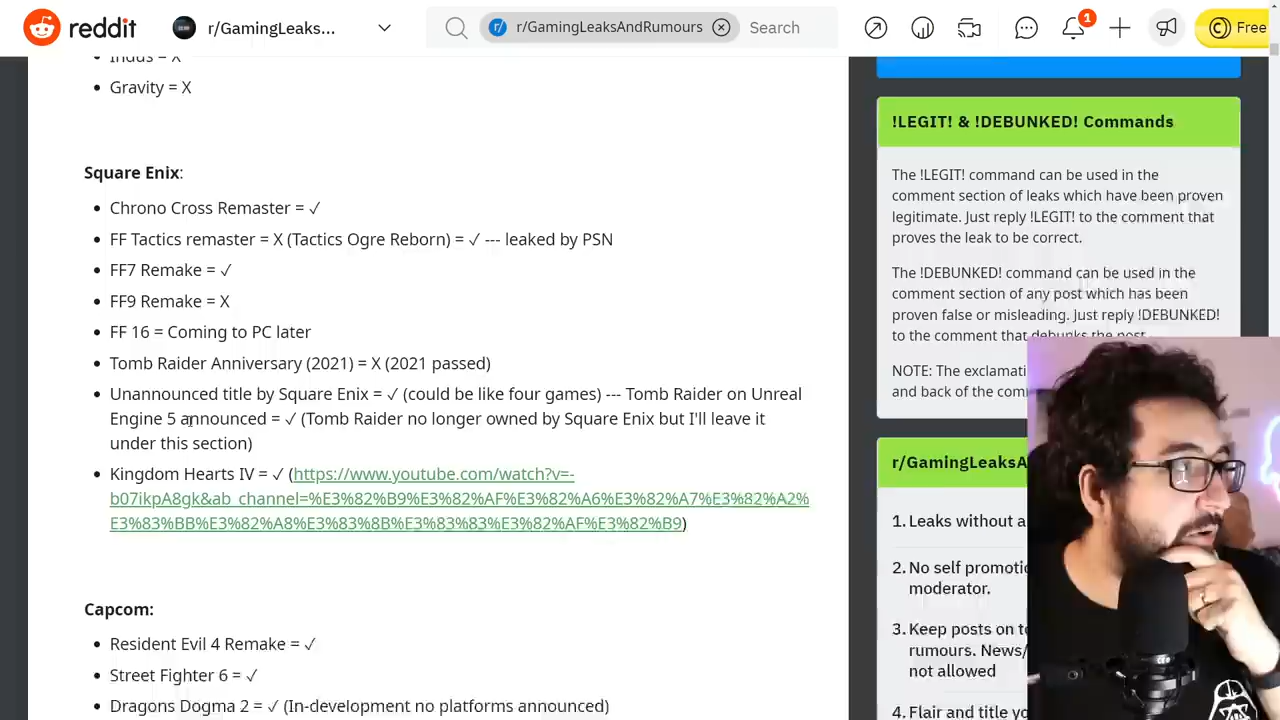 reddit
r/GamingLeaks...
r/GamingLeaksAndRumours
Search
1
Free
Indus = X
Gravity = X
Square Enix:
Chrono Cross Remaster = ✓
FF Tactics remaster = X (Tactics Ogre Reborn) = ✓ --- leaked by PSN
FF7 Remake = ✓
FF9 Remake = X
FF 16 = Coming to PC later
Tomb Raider Anniversary (2021) = X (2021 passed)
Unannounced title by Square Enix = ✓ (could be like four games) --- Tomb Raider on Unreal
Engine 5 announced = ✓ (Tomb Raider no longer owned by Square Enix but I'll leave it
under this section)
Kingdom Hearts IV = ✓ (https://www.youtube.com/watch?v=-
b07ikpA8gk&ab_channel=%E3%82%B9%E3%82%AF%E3%82%A6%E3%82%A7%E3%82%A2%
E3%83%BB%E3%82%A8%E3%83%8B%E3%83%83%E3%82%AF%E3%82%B9)
Capcom:
Resident Evil 4 Remake = ✓
Street Fighter 6 = ✓
Dragons Dogma 2 = ✓ (In-development no platforms announced)
!LEGIT! & !DEBUNKED! Commands
The !LEGIT! command can be used in the
comment section of leaks which have been proven
legitimate. Just reply !LEGIT! to the comment that
proves the leak to be correct.
The !DEBUNKED! command can be used in the
comment section of any post which has been
proven false or misleading. Just reply !DEBUNKED!
to the comment that debunks the post.
NOTE: The exclamati
and back of the com
r/GamingLeaksA
1. Leaks without a
2. No self promotio
moderator.
3. Keep posts on to
rumours. News/
not allowed
4. Flair and title yo